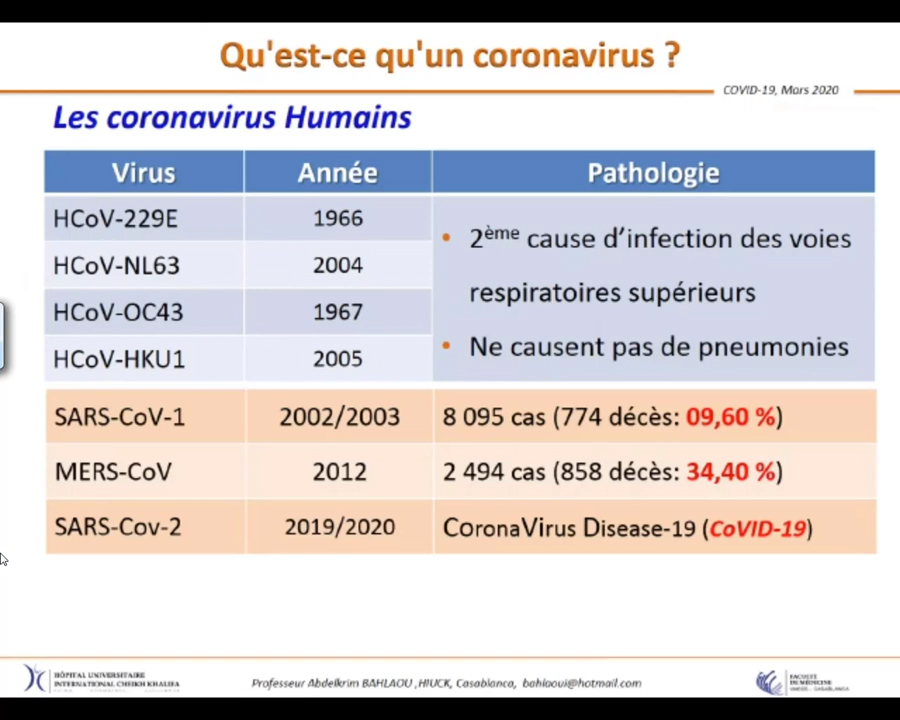 Qu'est-ce qu'un coronavirus ?
COVID-19, Mars 2020
Les coronavirus Humains
Virus Année Pathologie
HCoV-229E 1966
HCoV-NL63 2004
HCoV-OC43 1967
HCoV-HKU1 2005
• 2ème cause d'infection des voies
respiratoires supérieurs
• Ne causent pas de pneumonies
SARS-CoV-1 2002/2003 8 095 cas (774 décès: 09,60 %)
MERS-CoV 2012 2 494 cas (858 décès: 34,40 %)
SARS-Cov-2 2019/2020 CoronaVirus Disease-19 (CoVID-19)
HÔPITAL UNIVERSITAIRE
INTERNATIONAL CHEIKH KHALIFA
Professeur Abdelkrim BAHLAOU ,HIUCK, Casablanca, bahlaoui@hotmail.com
FACULTÉ
DE MÉDECINE